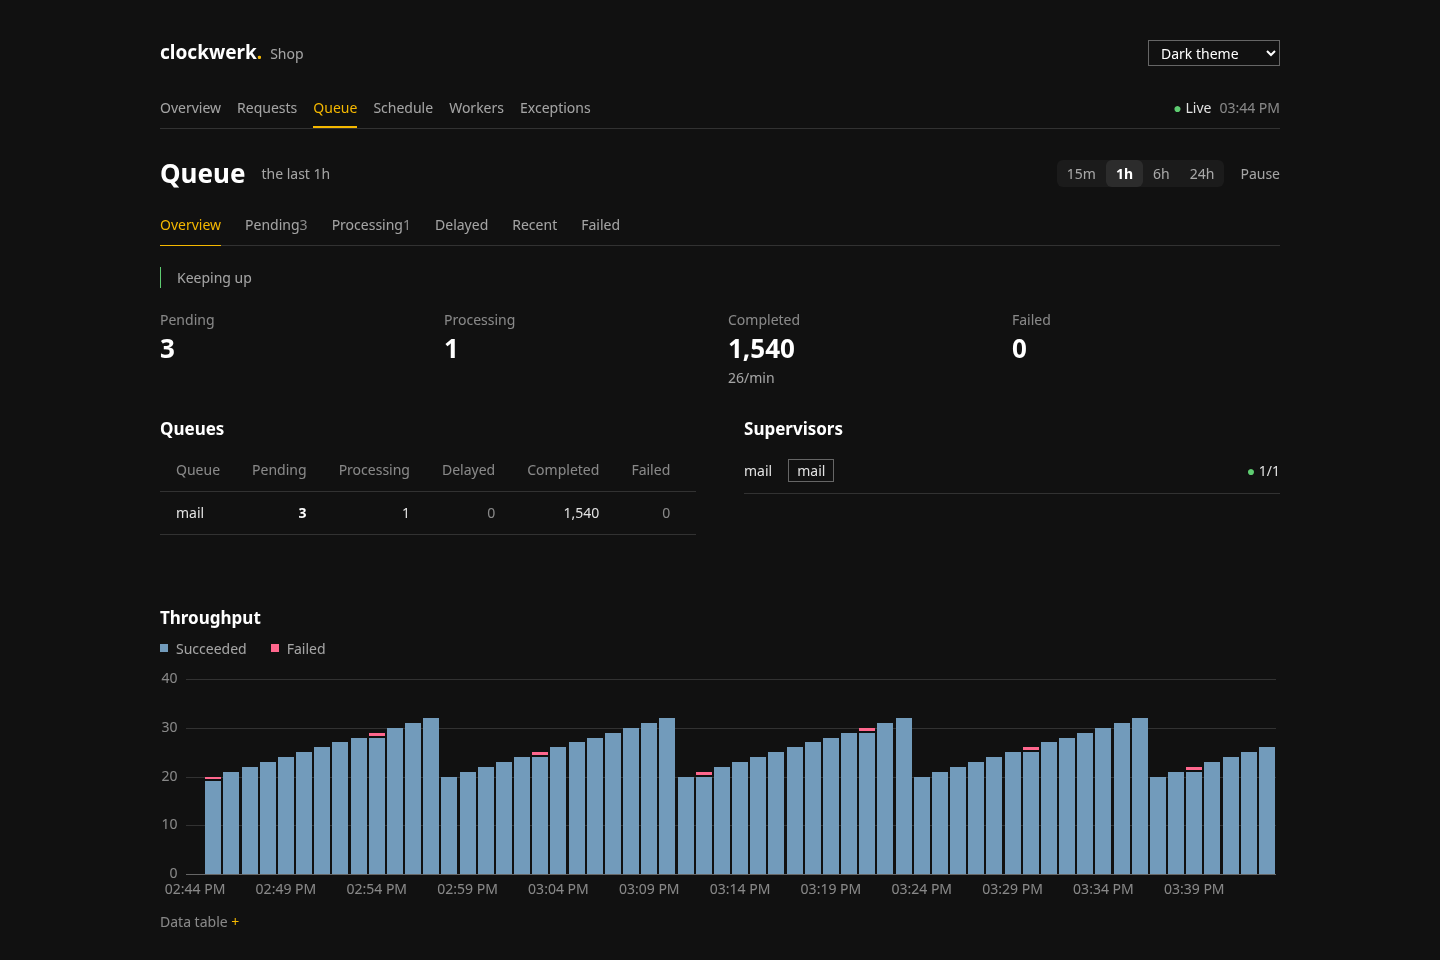 clockwerk. Shop
Dark theme
Overview Requests Queue Schedule Workers Exceptions
Live 03:44 PM
Queue the last 1h
15m 1h 6h 24h Pause
Overview Pending3 Processing1 Delayed Recent Failed
Keeping up
Pending Processing Completed Failed
3 1 1,540 0
26/min
Queues
Queue Pending Processing Delayed Completed Failed
mail 3 1 0 1,540 0
Supervisors
mail mail 1/1
Throughput
Succeeded Failed
40
30
20
10
0
02:44 PM 02:49 PM 02:54 PM 02:59 PM 03:04 PM 03:09 PM 03:14 PM 03:19 PM 03:24 PM 03:29 PM 03:34 PM 03:39 PM
Data table +